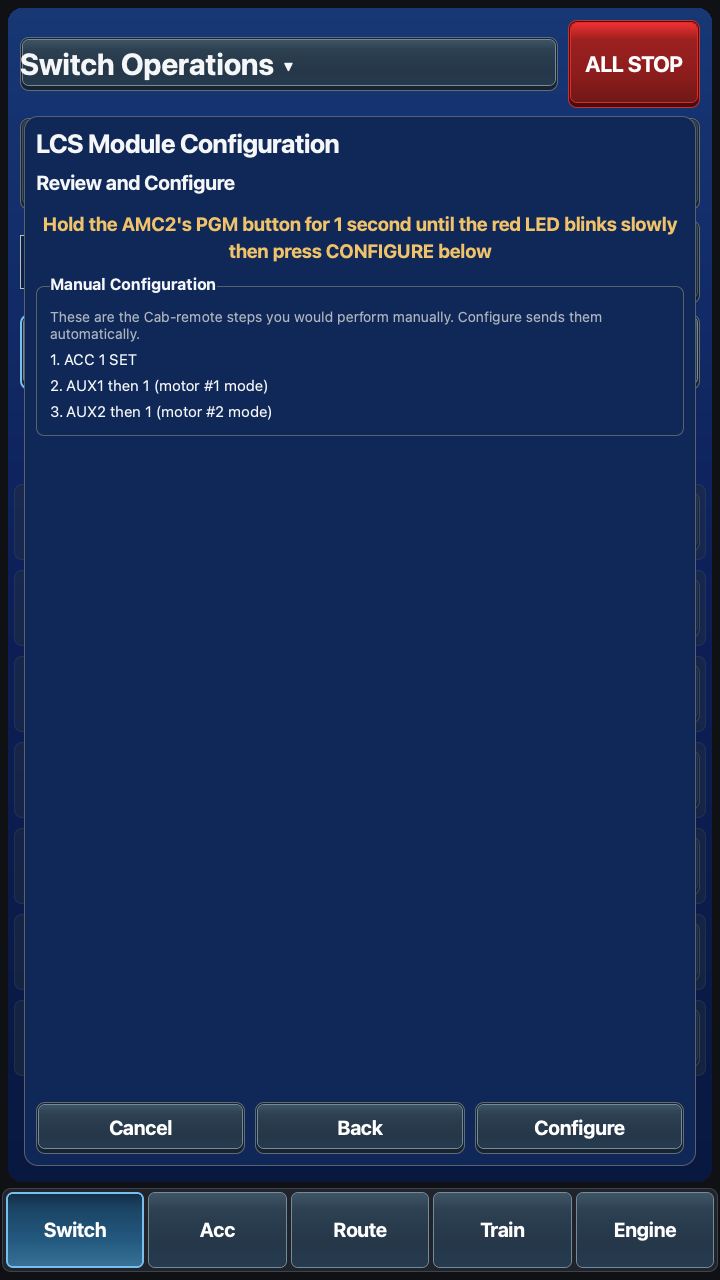 Switch Operations ▾
ALL STOP
LCS Module Configuration
Review and Configure
Hold the AMC2's PGM button for 1 second until the red LED blinks slowly
then press CONFIGURE below
Manual Configuration
These are the Cab-remote steps you would perform manually. Configure sends them
automatically.
1. ACC 1 SET
2. AUX1 then 1 (motor #1 mode)
3. AUX2 then 1 (motor #2 mode)
Cancel
Back
Configure
Switch
Acc
Route
Train
Engine